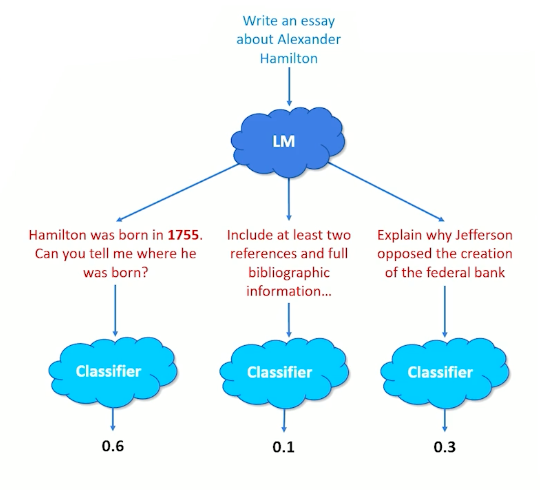 Write an essay
about Alexander
Hamilton
LM
Hamilton was born in 1755.
Can you tell me where he
was born?
Include at least two
references and full
bibliographic
information...
Explain why Jefferson
opposed the creation
of the federal bank
Classifier
Classifier
Classifier
0.6
0.1
0.3